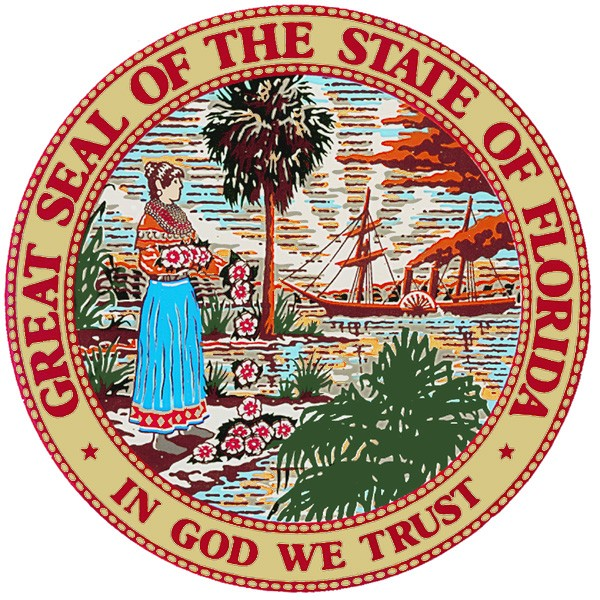 GREAT SEAL OF THE STATE OF FLORIDA
IN GOD WE TRUST